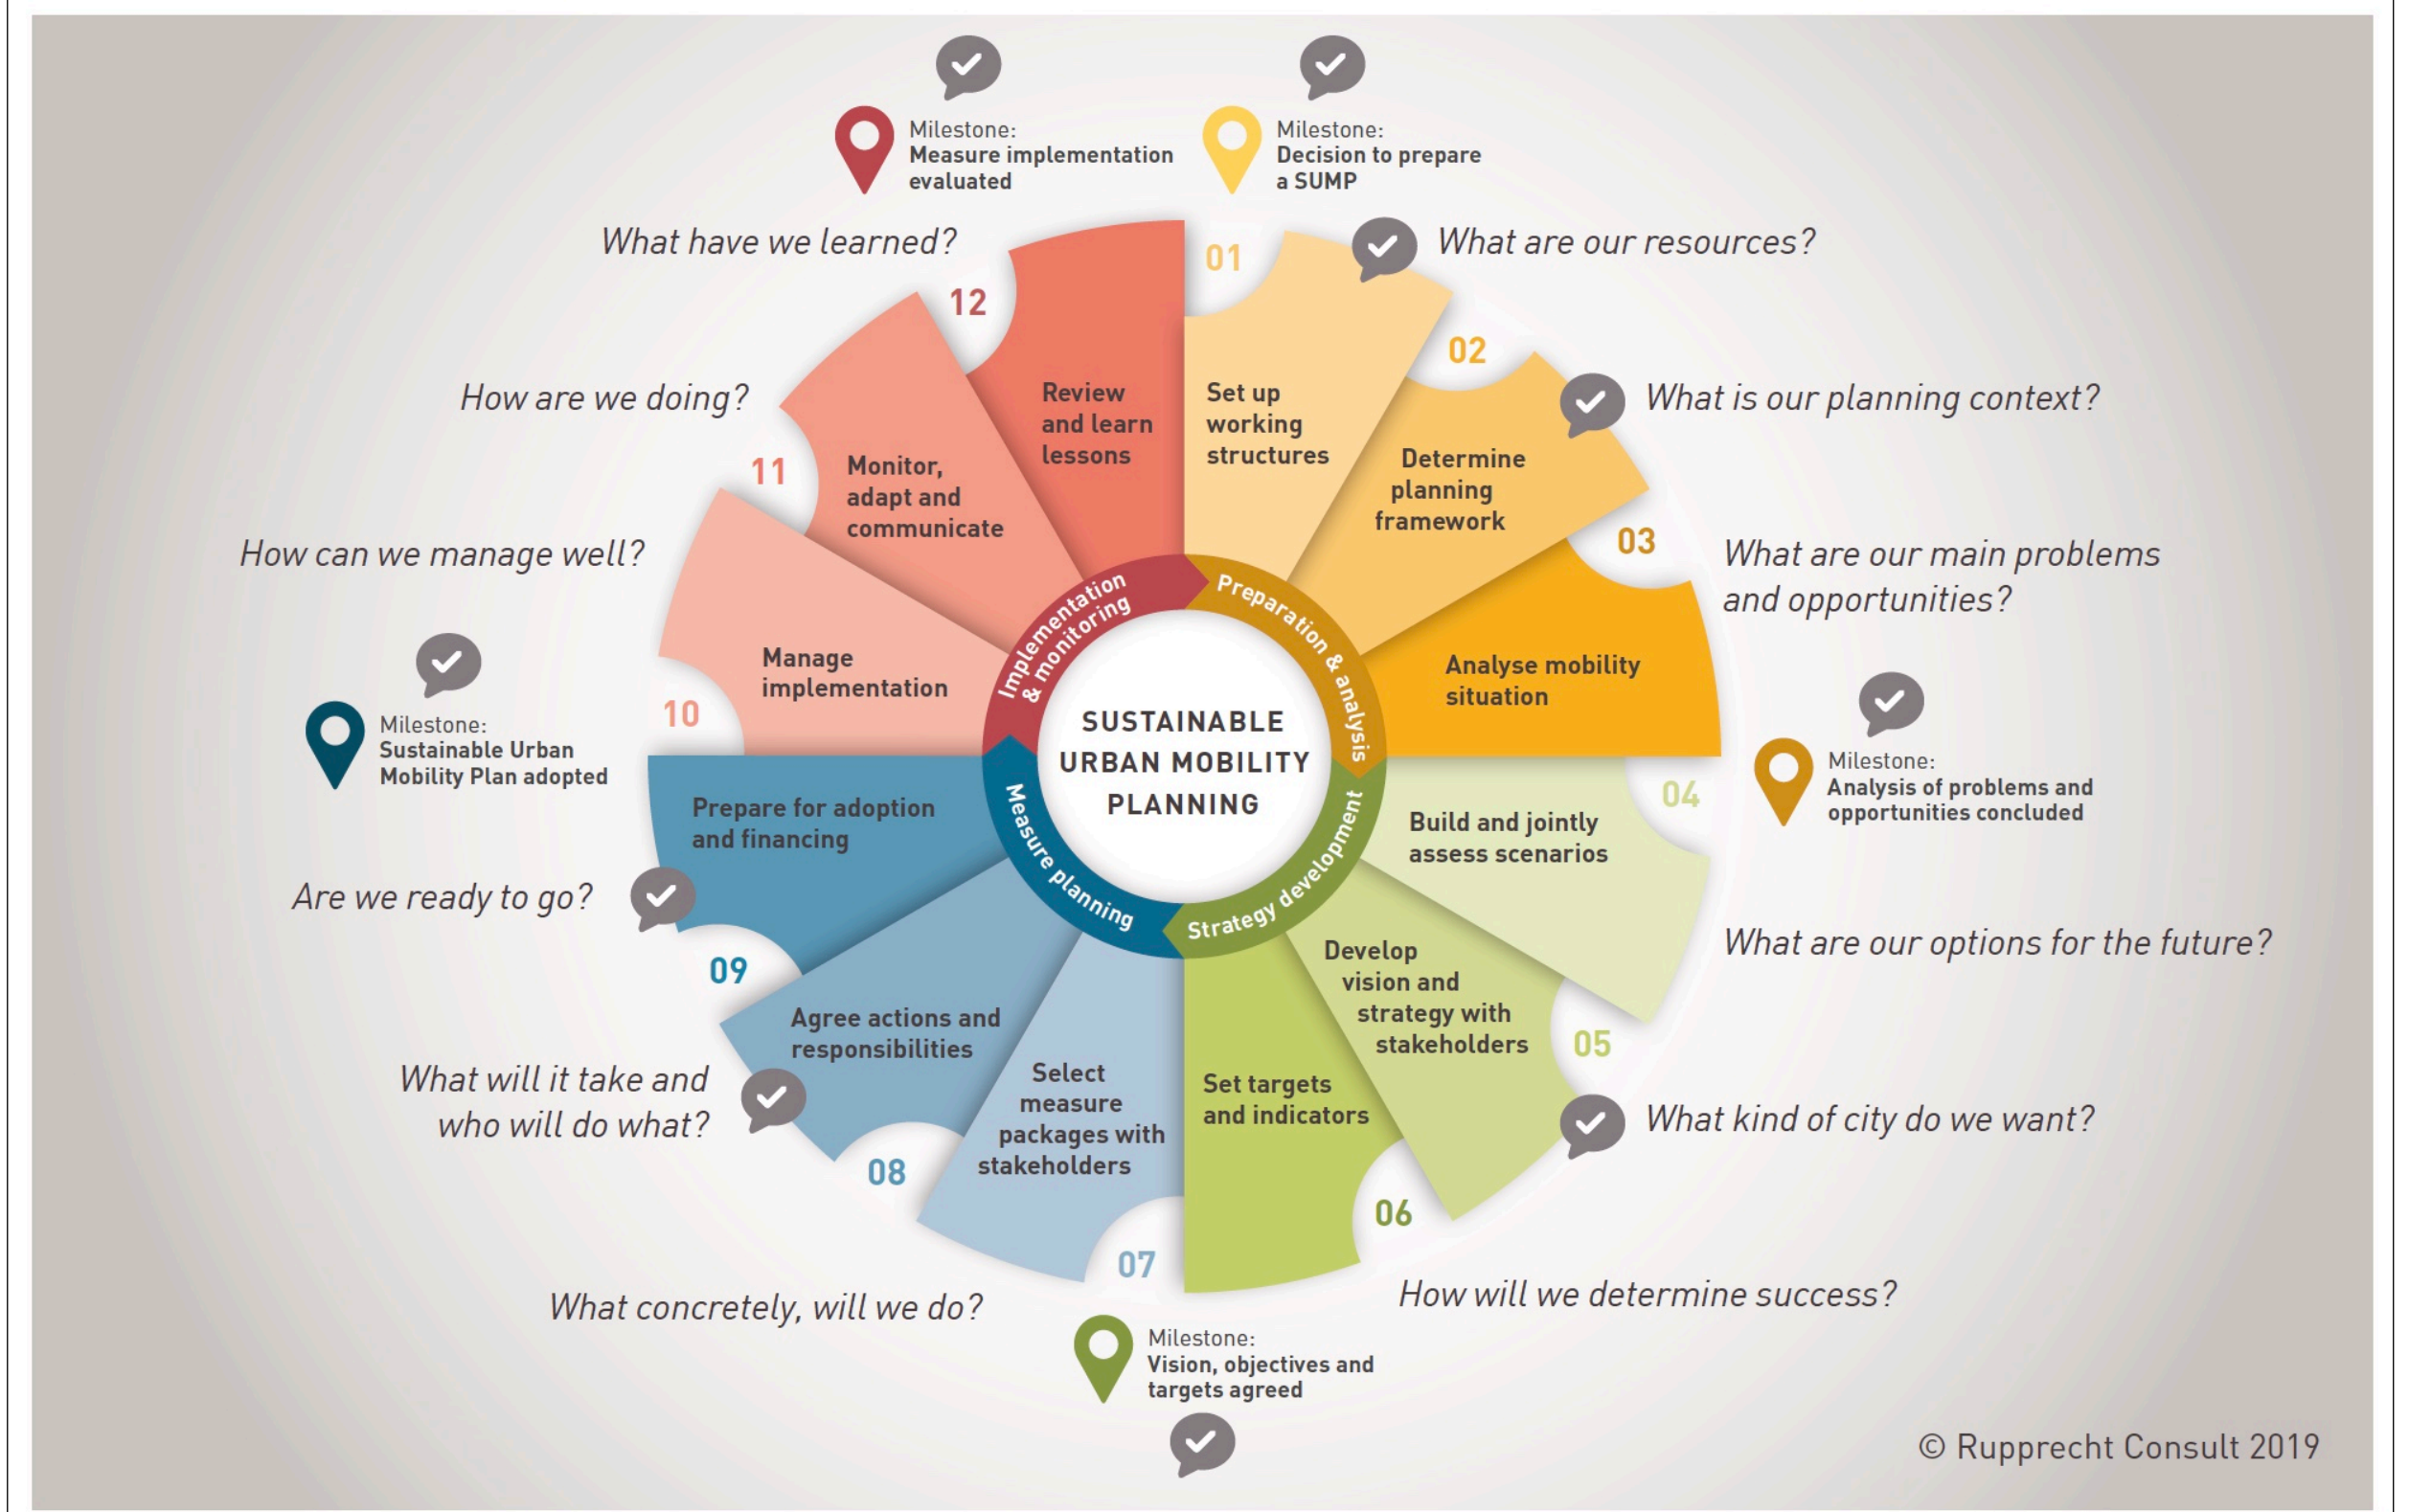 Milestone:
Measure implementation
evaluated
Milestone:
Decision to prepare
a SUMP
What have we learned?
What are our resources?
01
12
02
What is our planning context?
How are we doing?
Review
and learn
lessons
Set up
working
structures
Determine
planning
framework
11
Monitor,
adapt and
communicate
03
What are our main problems
and opportunities?
How can we manage well?
Analyse mobility
situation
Manage
implementation
10
Milestone:
Sustainable Urban
Mobility Plan adopted
Implementation
& monitoring
Preparation & analysis
SUSTAINABLE
URBAN MOBILITY
PLANNING
Measure planning
Strategy development
Milestone:
Analysis of problems and
opportunities concluded
04
Prepare for adoption
and financing
Build and jointly
assess scenarios
Are we ready to go?
09
What are our options for the future?
Develop
vision and
strategy with
stakeholders
05
Agree actions and
responsibilities
Select
measure
packages with
stakeholders
Set targets
and indicators
What will it take and
who will do what?
What kind of city do we want?
08
06
07
What concretely, will we do?
How will we determine success?
Milestone:
Vision, objectives and
targets agreed
© Rupprecht Consult 2019